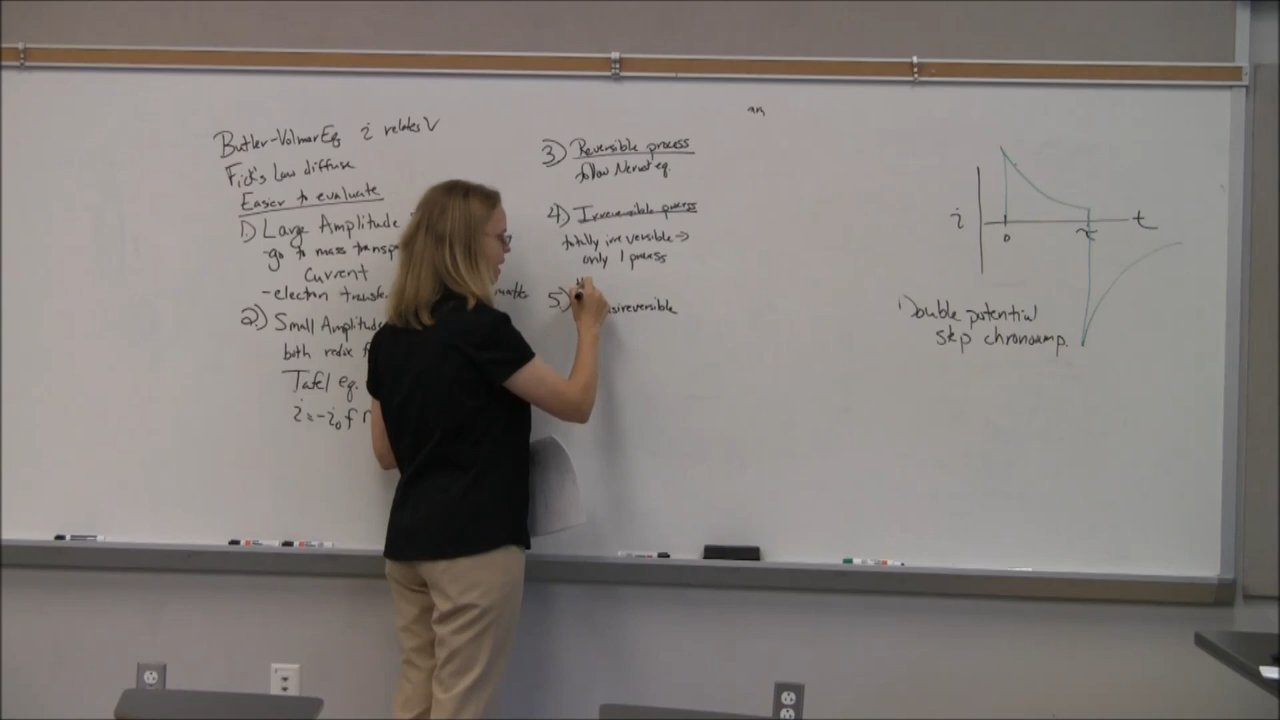 Butler-Volmer Eq i relates V
Fick's Law diffuse
Easier to evaluate
1) Large Amplitude
-go to mass transp
current
-electron transfe
2.) Small Amplitude
both redox f
Tafel eq.
i = -i₀ f
3) Reversible process
follow Nernst eq.
4) Irreversible process
totally irreversible →
only 1 process
5)
sireversible
i
0
τ
t
1) Double potential
step chronoamp.